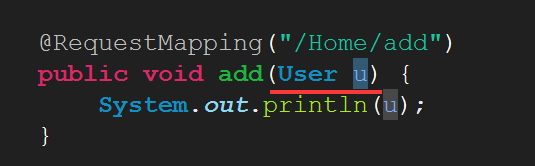 @RequestMapping("/Home/add")
public void add(User u) {
    System.out.println(u);
}